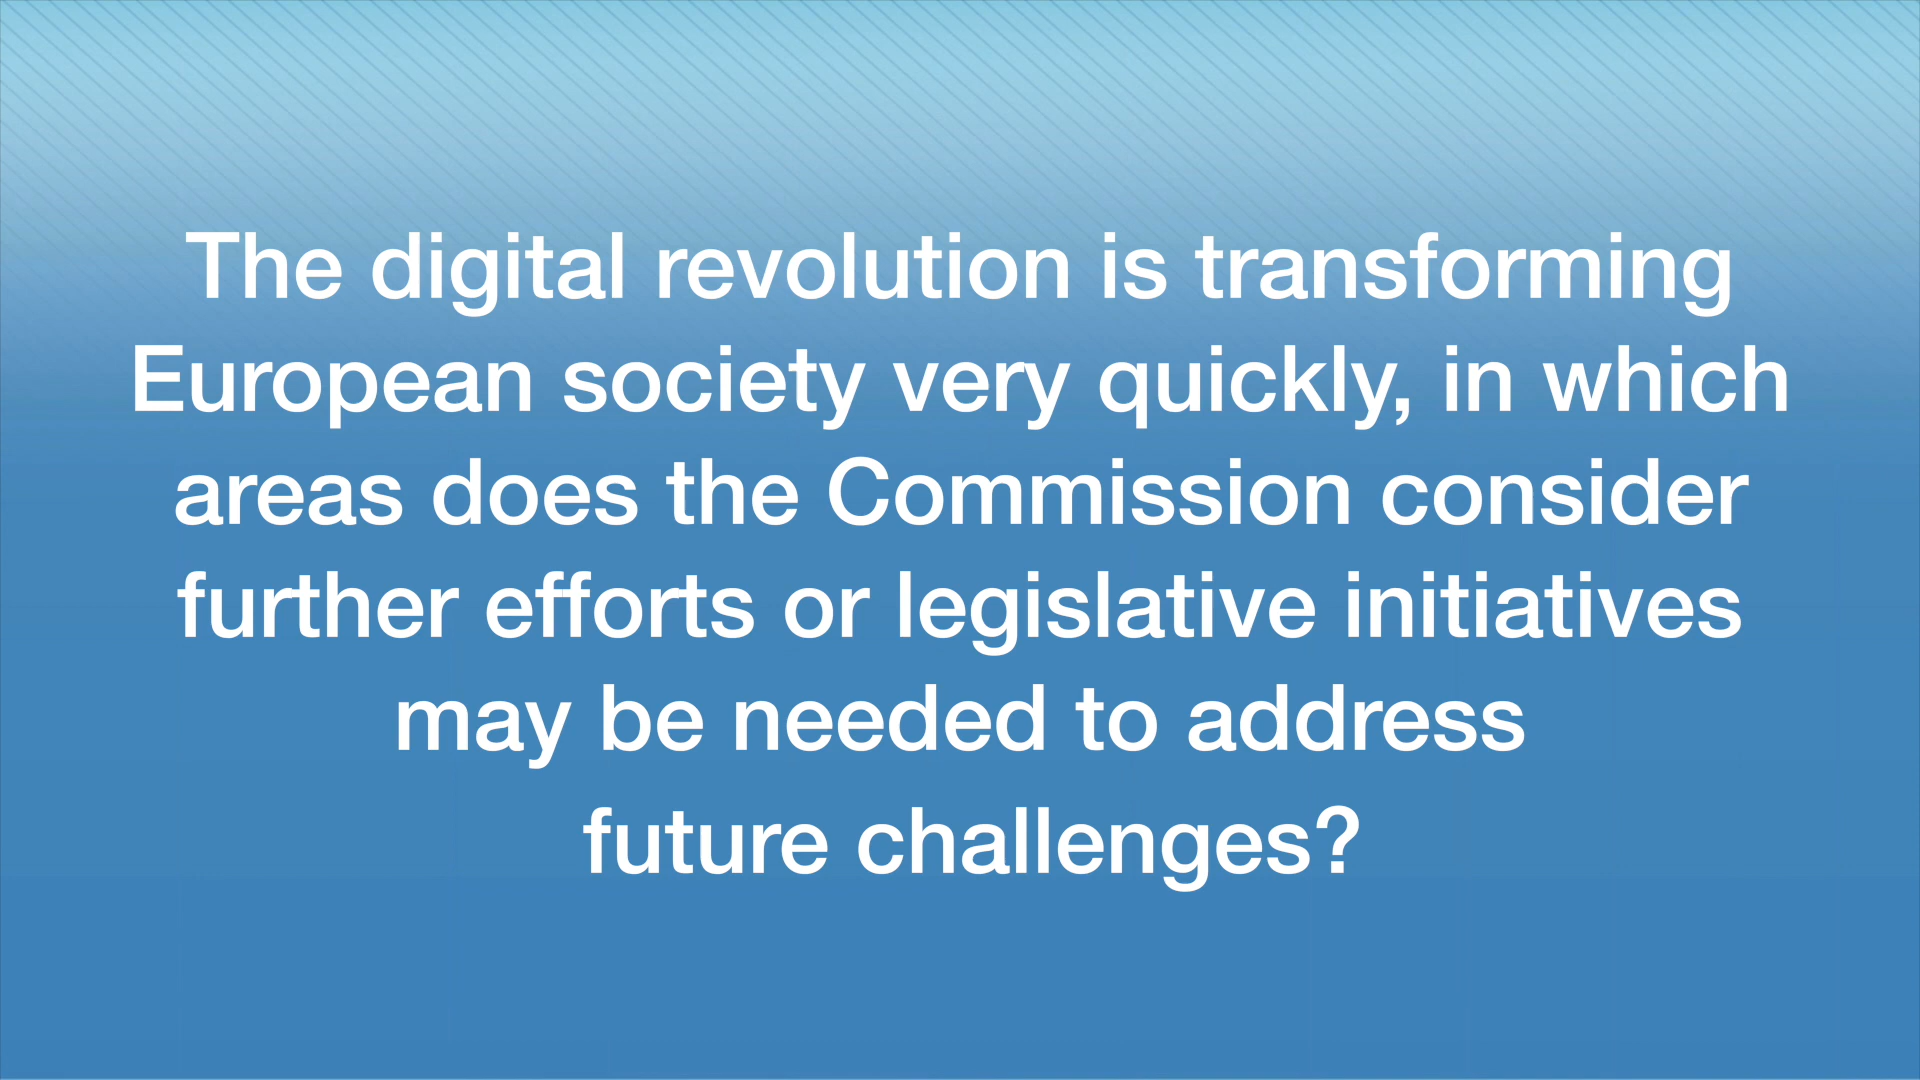 The digital revolution is transforming
European society very quickly, in which
areas does the Commission consider
further efforts or legislative initiatives
may be needed to address
future challenges?